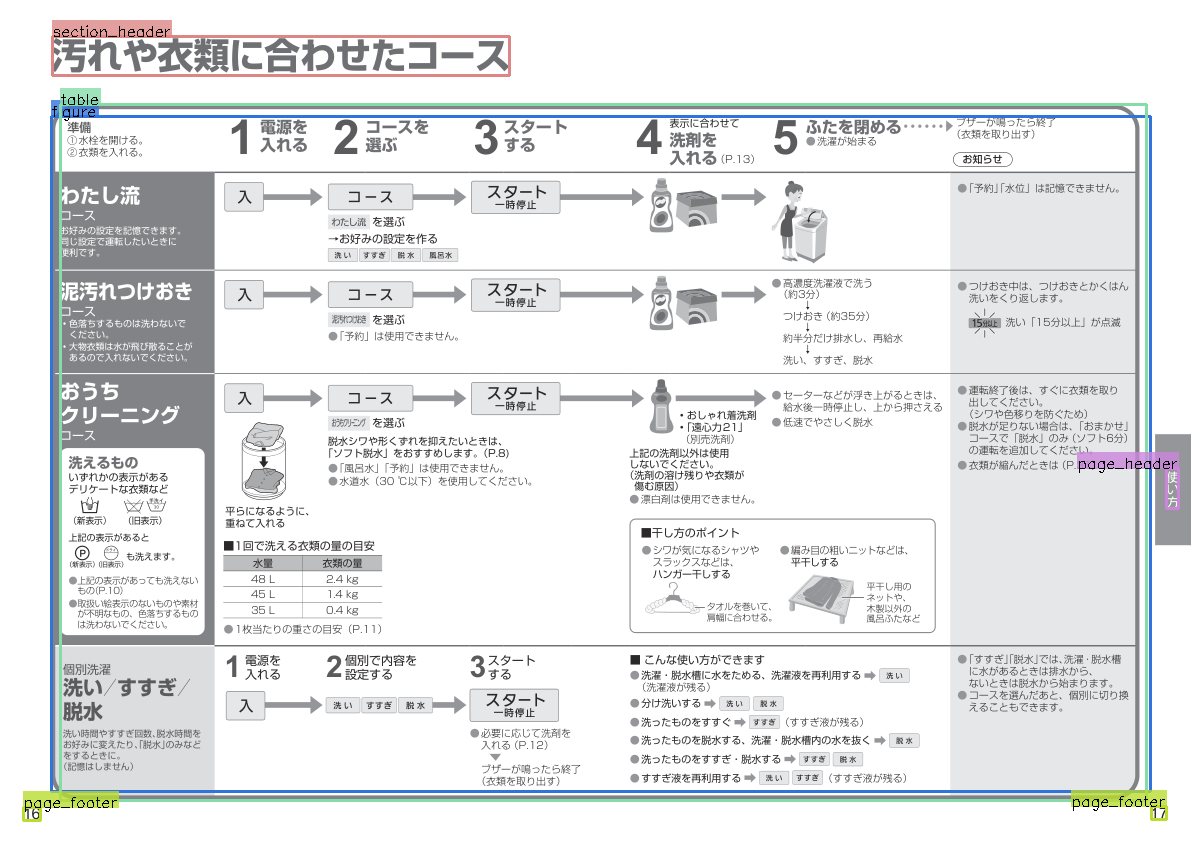 section_header
汚れや衣類に合わせたコース
table
figure
準備
①水栓を開ける。
②衣類を入れる。
1 電源を
入れる
2 コースを
選ぶ
3 スタート
する
4 表示に合わせて
洗剤を
入れる(P.13)
5 ふたを閉める
●洗濯が始まる
ブザーが鳴ったら終了
(衣類を取り出す)
お知らせ
わたし流
コース
お好みの設定を記憶できます。
同じ設定で運転したいときに
便利です。
入
コース
わたし流 を選ぶ
→お好みの設定を作る
洗い すすぎ 脱水 風呂水
スタート
一時停止
●「予約」「水位」は記憶できません。
泥汚れつけおき
コース
・色落ちするものは洗わないで
ください。
・大物衣類は水が飛び散ることが
あるので入れないでください。
入
コース
泥汚れつけおき を選ぶ
●「予約」は使用できません。
スタート
一時停止
●高濃度洗濯液で洗う
(約3分)
↓
つけおき(約35分)
↓
約半分だけ排水し、再給水
↓
洗い、すすぎ、脱水
●つけおき中は、つけおきとかくはん
洗いをくり返します。
15分以上 洗い「15分以上」が点滅
おうち
クリーニング
コース
洗えるもの
いずれかの表示がある
デリケートな衣類など
(新表示) (旧表示)
上記の表示があると
P も洗えます。
(新表示) (旧表示)
●上記の表示があっても洗えない
もの(P.10)
●取扱い絵表示のないものや素材
が不明なもの、色落ちするもの
は洗わないでください。
入
平らになるように、
重ねて入れる
コース
おうちクリーニング を選ぶ
脱水シワや形くずれを抑えたいときは、
「ソフト脱水」をおすすめします。(P.8)
●「風呂水」「予約」は使用できません。
●水道水(30 ℃以下)を使用してください。
スタート
一時停止
■1回で洗える衣類の量の目安
水量 衣類の量
48 L 2.4 kg
45 L 1.4 kg
35 L 0.4 kg
●1枚当たりの重さの目安(P.11)
・おしゃれ着洗剤
・「遠心力21」
(別売洗剤)
上記の洗剤以外は使用
しないでください。
(洗剤の溶け残りや衣類が
傷む原因)
●漂白剤は使用できません。
●セーターなどが浮き上がるときは、
給水後一時停止し、上から押さえる
●低速でやさしく脱水
■干し方のポイント
●シワが気になるシャツや
スラックスなどは、
ハンガー干しする
タオルを巻いて、
肩幅に合わせる。
●編み目の粗いニットなどは、
平干しする
平干し用の
ネットや、
木製以外の
風呂ふたなど
●運転終了後は、すぐに衣類を取り
出してください。
(シワや色移りを防ぐため)
●脱水が足りない場合は、「おまかせ」
コースで「脱水」のみ(ソフト6分)
の運転を追加してください。
●衣類が縮んだときは(P.
page_header
使い方
個別洗濯
洗い/すすぎ/
脱水
洗い時間やすすぎ回数、脱水時間を
お好みに変えたり、「脱水」のみなど
をするときに。
(記憶はしません)
1 電源を
入れる
入
2 個別で内容を
設定する
洗い すすぎ 脱水
3 スタート
する
スタート
一時停止
●必要に応じて洗剤を
入れる(P.12)
▼
ブザーが鳴ったら終了
(衣類を取り出す)
■ こんな使い方ができます
●洗濯・脱水槽に水をためる、洗濯液を再利用する ➡ 洗い
(洗濯液が残る)
●分け洗いする ➡ 洗い 脱水
●洗ったものをすすぐ ➡ すすぎ (すすぎ液が残る)
●洗ったものを脱水する、洗濯・脱水槽内の水を抜く ➡ 脱水
●洗ったものをすすぎ・脱水する ➡ すすぎ 脱水
●すすぎ液を再利用する ➡ 洗い すすぎ (すすぎ液が残る)
●「すすぎ」「脱水」では、洗濯・脱水槽
に水があるときは排水から、
ないときは脱水から始まります。
●コースを選んだあと、個別に切り換
えることもできます。
page_footer
16
page_footer
17